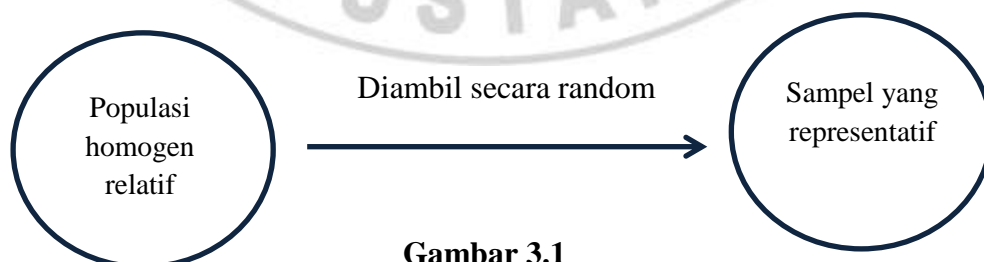 Populasi
homogen
relatif
Diambil secara random
Sampel yang
representatif
Gambar 3.1